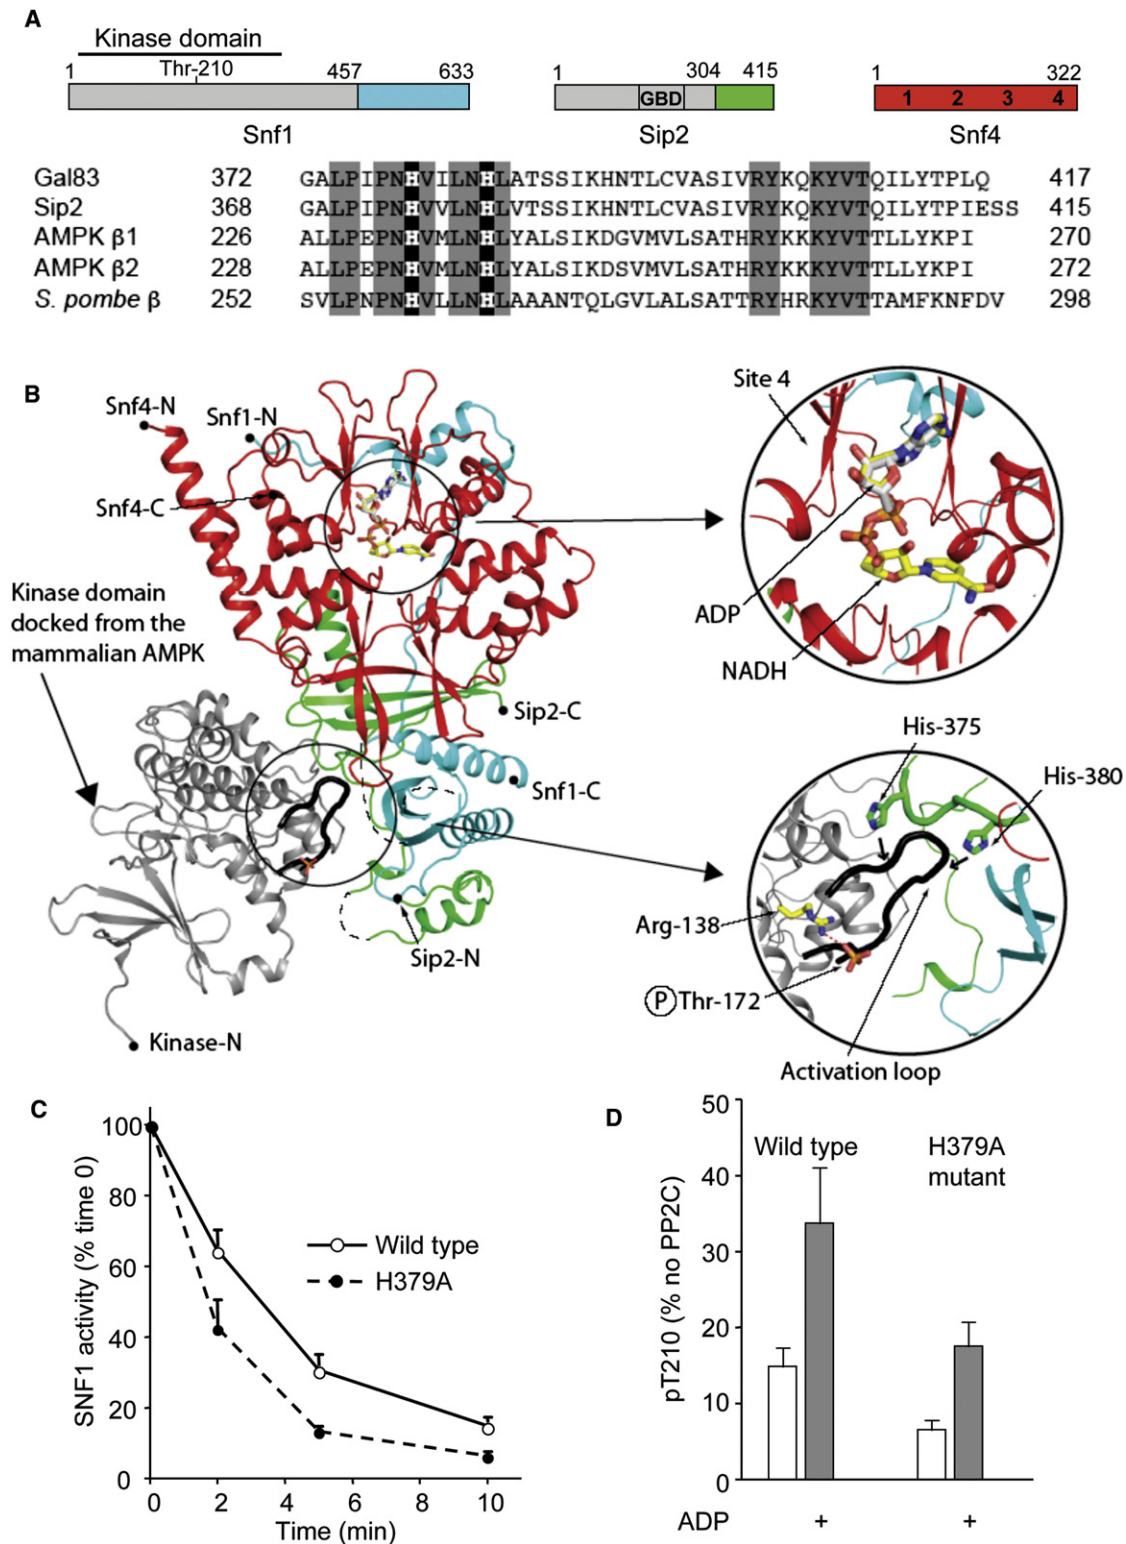 A
Kinase domain
1 Thr-210 457 633
1 304 415
1 322
GBD
1 2 3 4
Snf1 Sip2 Snf4
Gal83 372 GALPIPNHVILNHLATSSIKHNTLCVASIVRYKQKYVTQILYTPLQ 417
Sip2 368 GALPIPNHVVLNHLVTSSIKHNTLCVASIVRYKQKYVTQILYTPIESS 415
AMPK β1 226 ALLPEPNHVMLNHLYALSIKDGVMVLSATHRYKKKYVTTLLYKPI 270
AMPK β2 228 ALLPEPNHVMLNHLYALSIKDSVMVLSATHRYKKKYVTTLLYKPI 272
S. pombe β 252 SVLPNPNHVLLNHLAAANTQLGVLALSATTRYHRKYVTTAMFKNFDV 298
B
Snf4-N
Snf1-N
Snf4-C
Kinase domain
docked from the
mammalian AMPK
Sip2-C
Snf1-C
Sip2-N
Kinase-N
Site 4
ADP
NADH
His-375
His-380
Arg-138
P Thr-172
Activation loop
C
SNF1 activity (% time 0)
100
80
60
40
20
0
0 2 4 6 8 10
Time (min)
Wild type
H379A
D
pT210 (% no PP2C)
50
40
30
20
10
0
Wild type
H379A
mutant
ADP + +